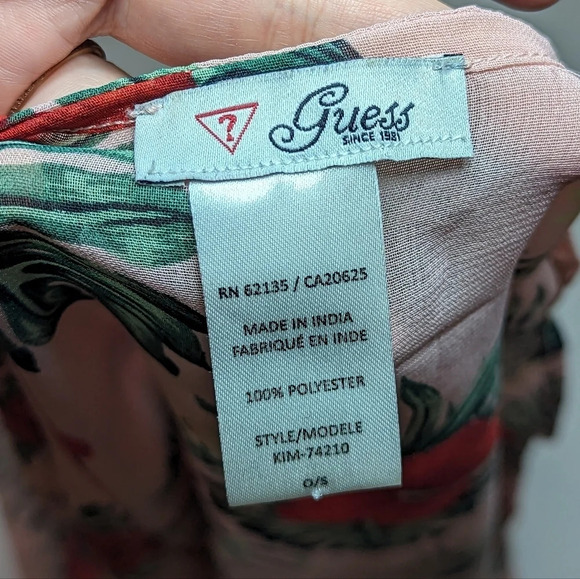 ?
Guess
SINCE 1981
RN 62135 / CA20625
MADE IN INDIA
FABRIQUÉ EN INDE
100% POLYESTER
STYLE/MODELE
KIM-74210
O/S